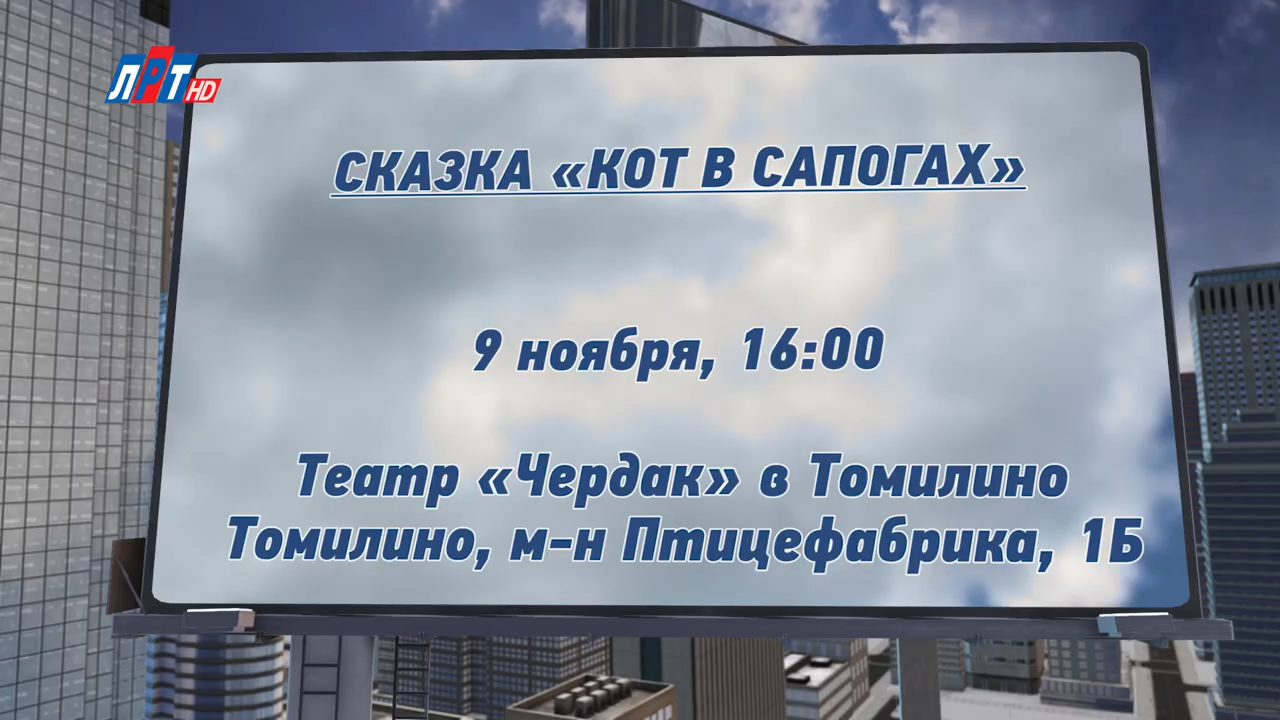 ЛРТ HD
СКАЗКА «КОТ В САПОГАХ»
9 ноября, 16:00
Театр «Чердак» в Томилино
Томилино, м-н Птицефабрика, 1Б